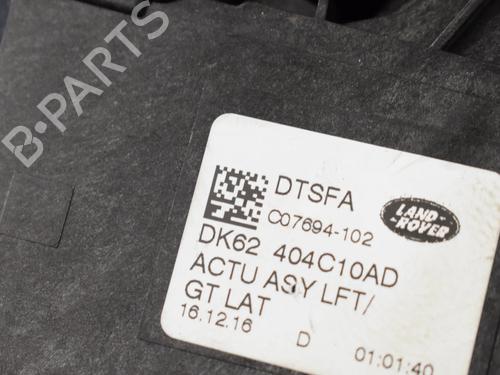 B-PARTS
DTSFA
C07694-102
LAND-
ROVER
DK62 404C10AD
ACTU ASY LFT/
GT LAT
16.12.16 D 01:01:40